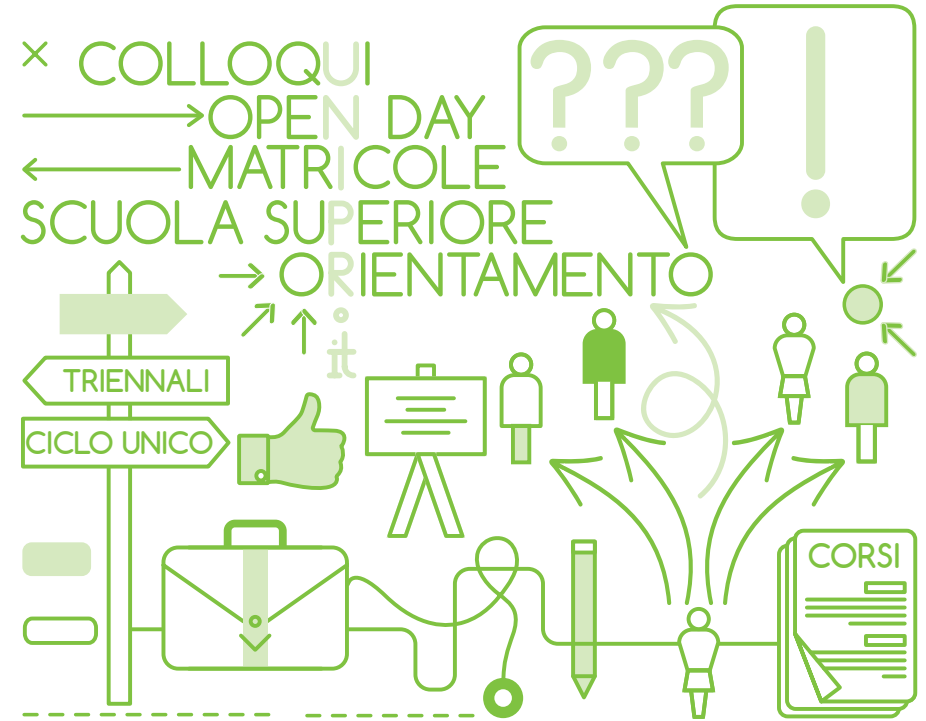 COLLOQUI
OPEN DAY
MATRICOLE
SCUOLA SUPERIORE
ORIENTAMENTO
.it
???
!
TRIENNALI
CICLO UNICO
CORSI